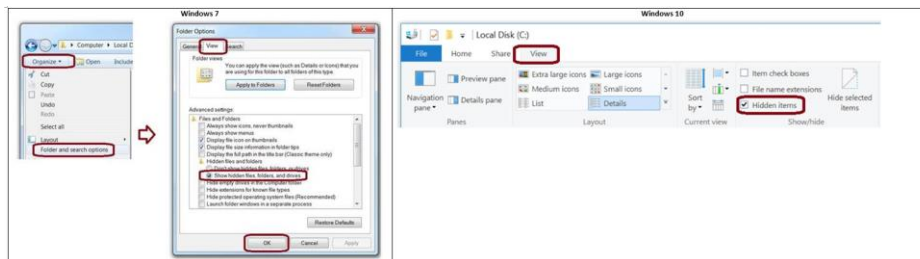 Windows 7
Computer
Local D
Organize
Open
Include
Cut
Copy
Paste
Undo
Redo
Select all
Layout
Folder and search options
Folder Options
General View Search
Folder views
You can apply the view (such as Details or Icons) that you
are using for this folder to all folders of this type.
Apply to Folders Reset Folders
Advanced settings:
Files and Folders
Always show icons, never thumbnails
Always show menus
Display file icon on thumbnails
Display file size information in folder tips
Display the full path in the title bar (Classic theme only)
Hidden files and folders
Don't show hidden files, folders, or drives
Show hidden files, folders, and drives
Hide empty drives in the Computer folder
Hide extensions for known file types
Hide protected operating system files (Recommended)
Launch folder windows in a separate process
Restore Defaults
OK Cancel Apply
Windows 10
Local Disk (C:)
File Home Share View
Navigation
pane
Preview pane
Details pane
Panes
Extra large icons Large icons
Medium icons Small icons
List Details
Layout
Sort
by
Current view
Item check boxes
File name extensions
Hidden items
Hide selected
items
Show/hide